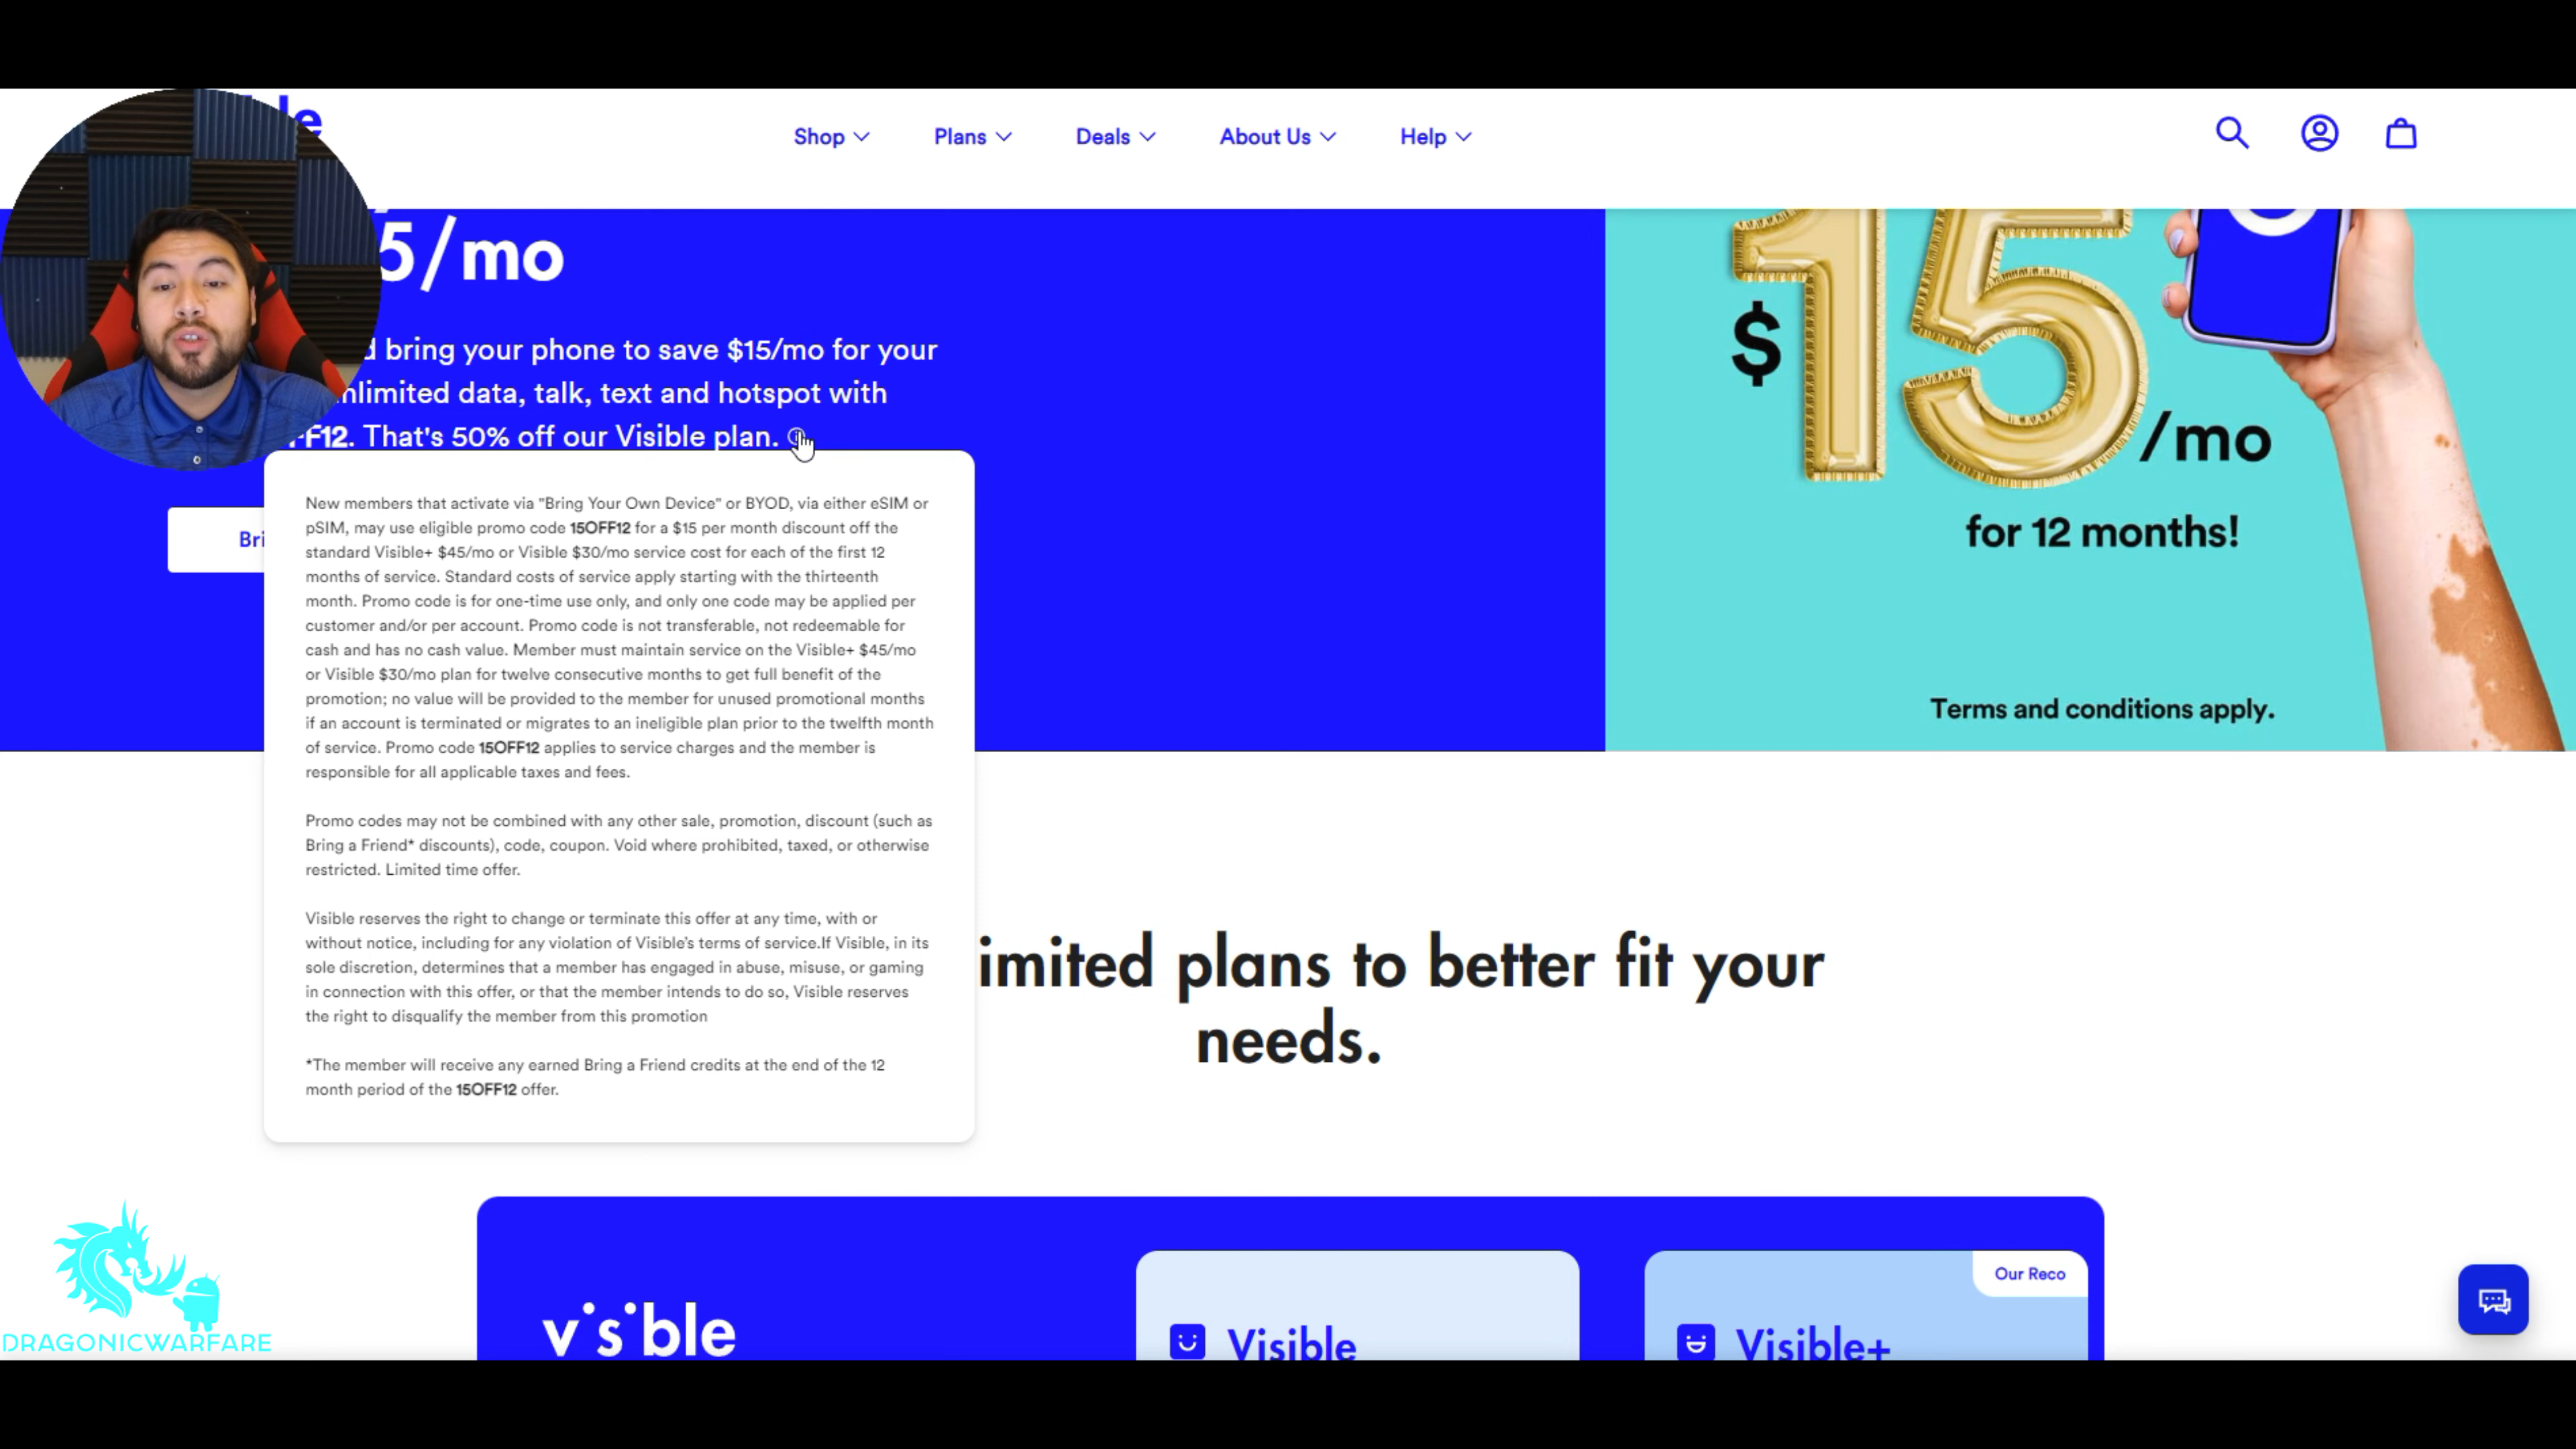 le
Shop
Plans
Deals
About Us
Help
5/mo
bring your phone to save $15/mo for your
data, talk, text and hotspot with
FF12. That's 50% off our Visible plan.
Bri
$15/mo
for 12 months!
Terms and conditions apply.
New members that activate via "Bring Your Own Device" or BYOD, via either eSIM or
pSIM, may use eligible promo code 15OFF12 for a $15 per month discount off the
standard Visible+ $45/mo or Visible $30/mo service cost for each of the first 12
months of service. Standard costs of service apply starting with the thirteenth
month. Promo code is for one-time use only, and only one code may be applied per
customer and/or per account. Promo code is not transferable, not redeemable for
cash and has no cash value. Member must maintain service on the Visible+ $45/mo
or Visible $30/mo plan for twelve consecutive months to get full benefit of the
promotion; no value will be provided to the member for unused promotional months
if an account is terminated or migrates to an ineligible plan prior to the twelfth month
of service. Promo code 15OFF12 applies to service charges and the member is
responsible for all applicable taxes and fees.
Promo codes may not be combined with any other sale, promotion, discount (such as
Bring a Friend* discounts), code, coupon. Void where prohibited, taxed, or otherwise
restricted. Limited time offer.
Visible reserves the right to change or terminate this offer at any time, with or
without notice, including for any violation of Visible's terms of service.If Visible, in its
sole discretion, determines that a member has engaged in abuse, misuse, or gaming
in connection with this offer, or that the member intends to do so, Visible reserves
the right to disqualify the member from this promotion
*The member will receive any earned Bring a Friend credits at the end of the 12
month period of the 15OFF12 offer.
imited plans to better fit your
needs.
visible
Visible
Our Reco
Visible+
DRAGONICWARFARE